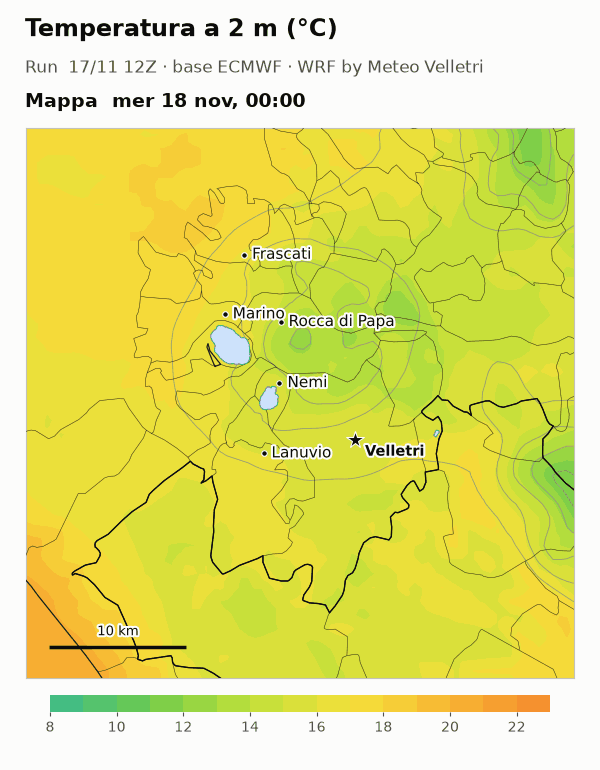 Temperatura a 2 m (°C)
Run  17/11 12Z · base ECMWF · WRF by Meteo Velletri
Mappa  mer 18 nov, 00:00
Frascati
Marino
Rocca di Papa
Nemi
Velletri
Lanuvio
10 km
8 10 12 14 16 18 20 22